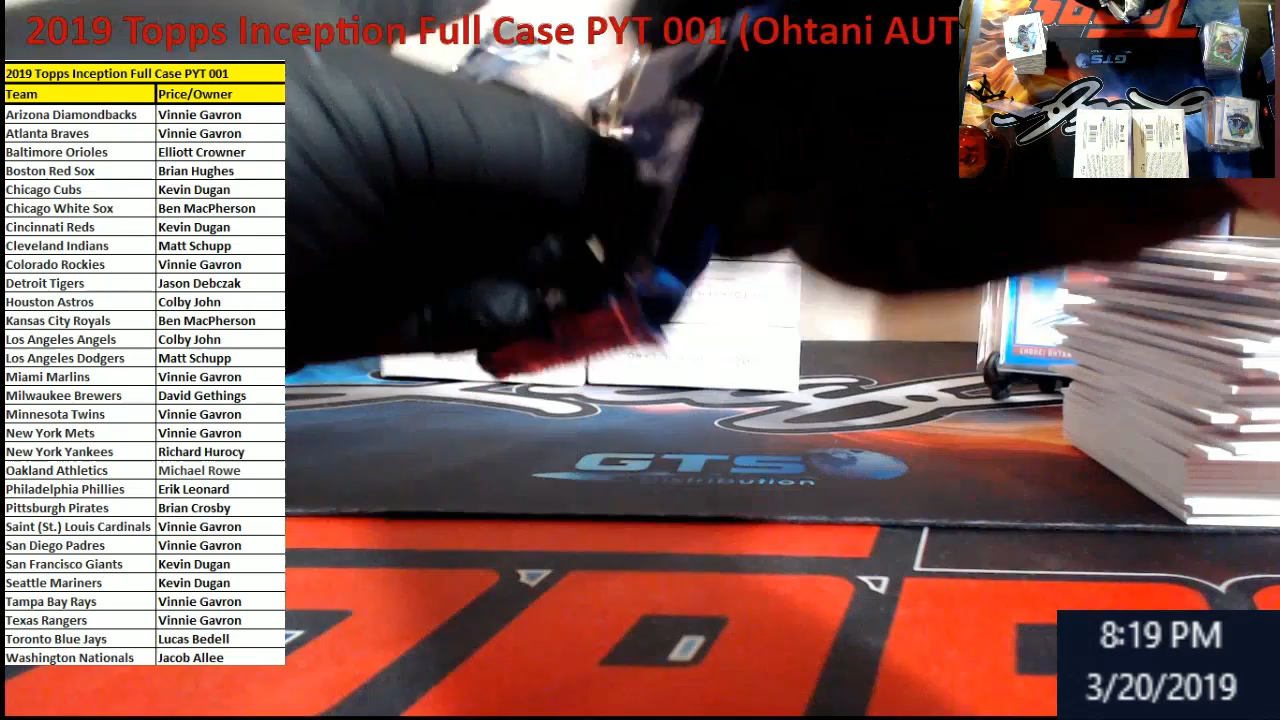 2019 Topps Inception Full Case PYT 001 (Ohtani AUT
2019 Topps Inception Full Case PYT 001
Team Price/Owner
Arizona Diamondbacks Vinnie Gavron
Atlanta Braves Vinnie Gavron
Baltimore Orioles Elliott Crowner
Boston Red Sox Brian Hughes
Chicago Cubs Kevin Dugan
Chicago White Sox Ben MacPherson
Cincinnati Reds Kevin Dugan
Cleveland Indians Matt Schupp
Colorado Rockies Vinnie Gavron
Detroit Tigers Jason Debczak
Houston Astros Colby John
Kansas City Royals Ben MacPherson
Los Angeles Angels Colby John
Los Angeles Dodgers Matt Schupp
Miami Marlins Vinnie Gavron
Milwaukee Brewers David Gethings
Minnesota Twins Vinnie Gavron
New York Mets Vinnie Gavron
New York Yankees Richard Hurocy
Oakland Athletics Michael Rowe
Philadelphia Phillies Erik Leonard
Pittsburgh Pirates Brian Crosby
Saint (St.) Louis Cardinals Vinnie Gavron
San Diego Padres Vinnie Gavron
San Francisco Giants Kevin Dugan
Seattle Mariners Kevin Dugan
Tampa Bay Rays Vinnie Gavron
Texas Rangers Vinnie Gavron
Toronto Blue Jays Lucas Bedell
Washington Nationals Jacob Allee
GTS
GTS
Distribution
8:19 PM
3/20/2019